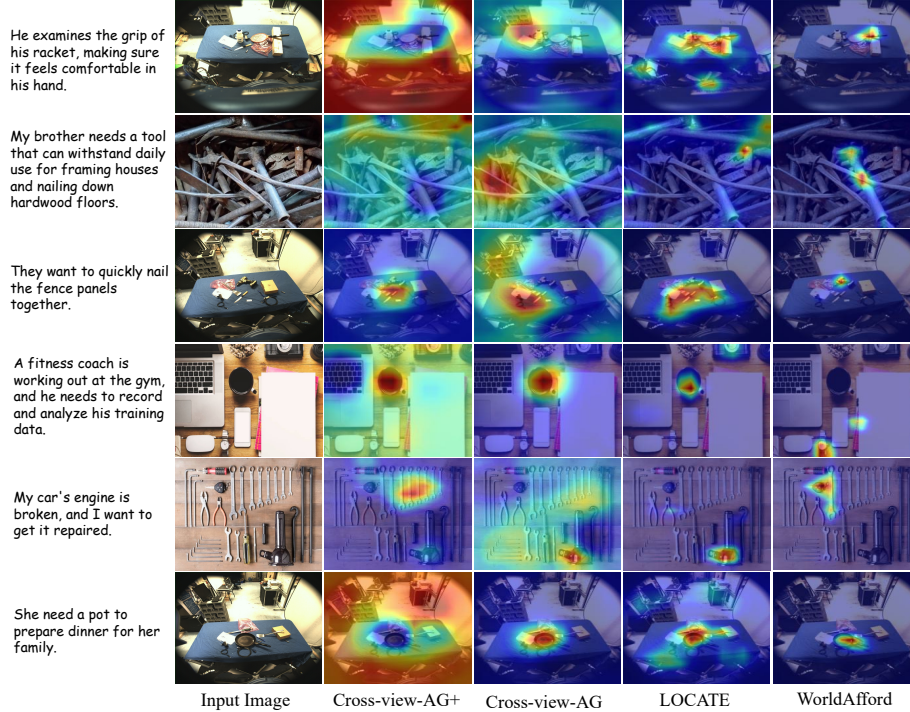 He examines the grip of
his racket, making sure
it feels comfortable in
his hand.
My brother needs a tool
that can withstand daily
use for framing houses
and nailing down
hardwood floors.
They want to quickly nail
the fence panels
together.
A fitness coach is
working out at the gym,
and he needs to record
and analyze his training
data.
My car's engine is
broken, and I want to
get it repaired.
She need a pot to
prepare dinner for her
family.
Input Image
Cross-view-AG+
Cross-view-AG
LOCATE
WorldAfford